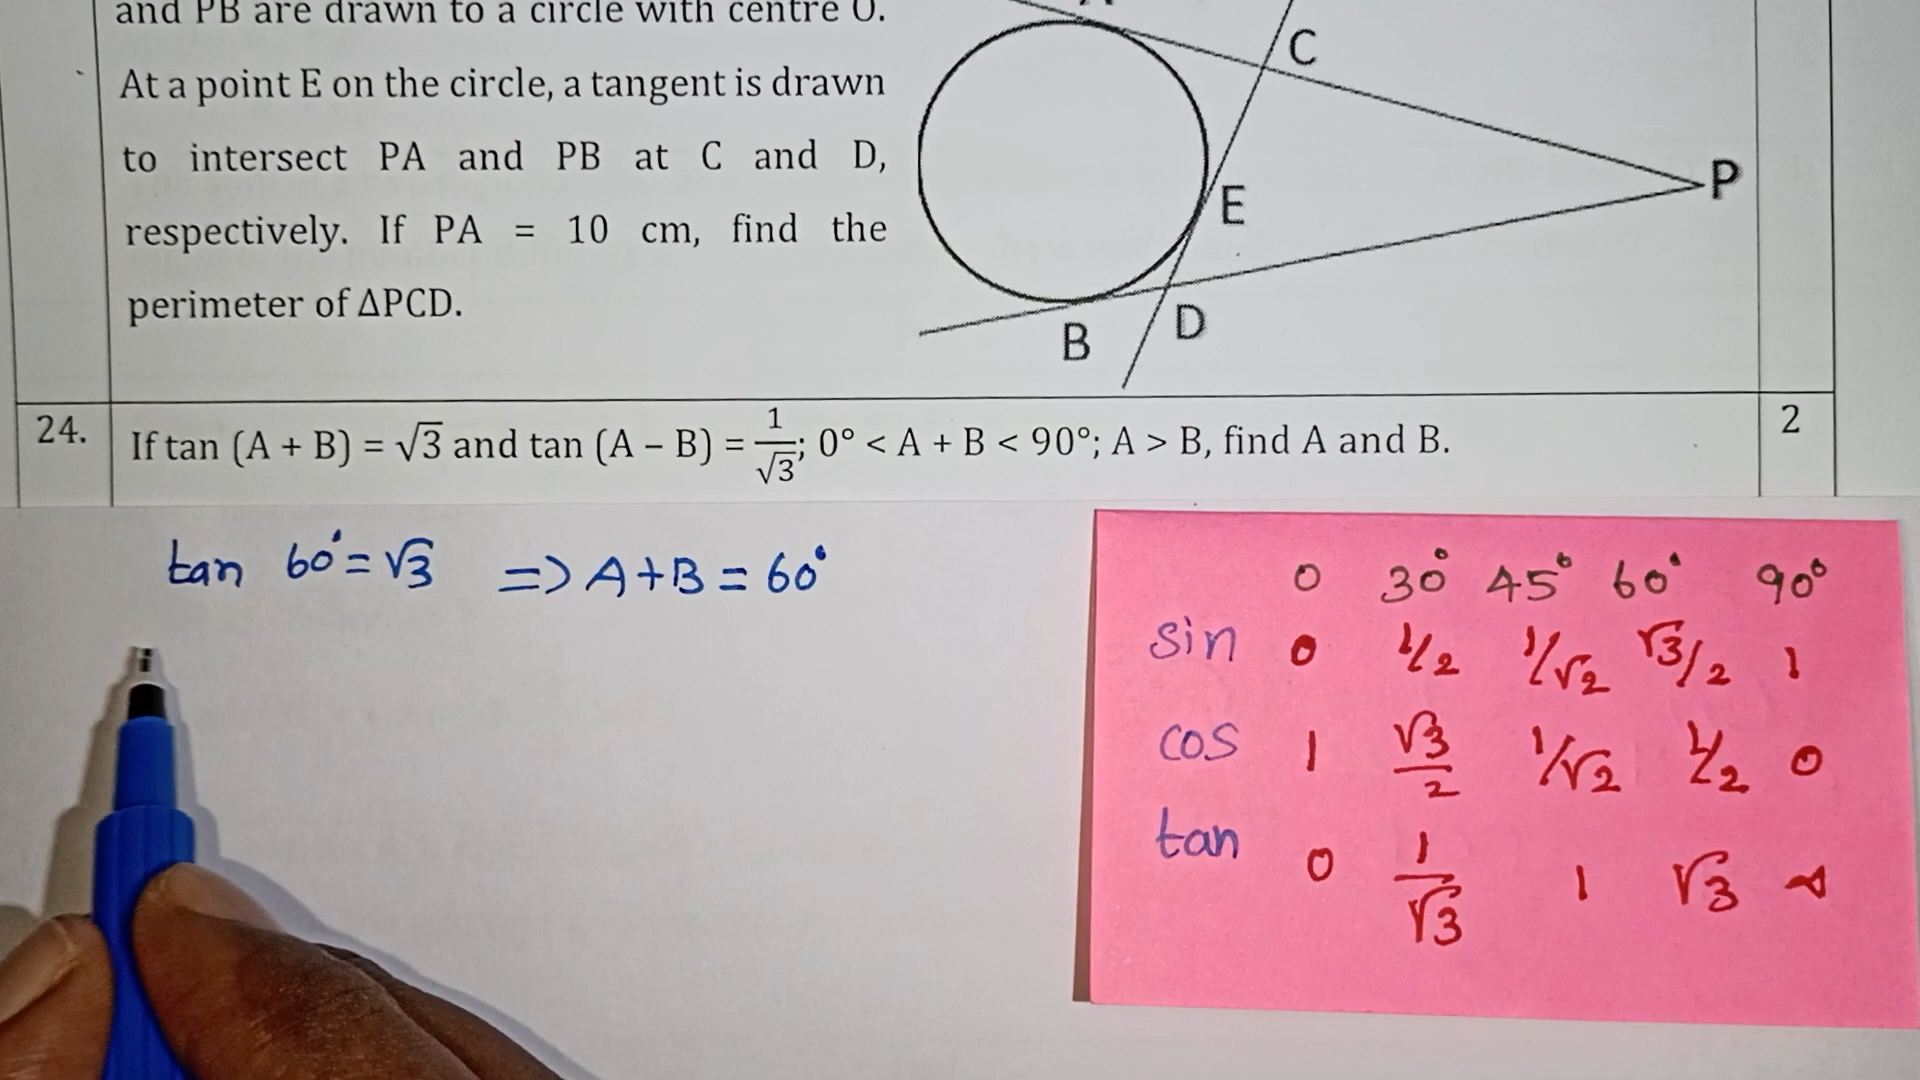 and PB are drawn to a circle with centre O.
At a point E on the circle, a tangent is drawn
to intersect PA and PB at C and D,
respectively. If PA = 10 cm, find the
perimeter of ΔPCD.
C
P
E
D
B
24. If tan (A + B) = √3 and tan (A – B) = 1/√3; 0° < A + B < 90°; A > B, find A and B. 2
tan 60° = √3 => A+B = 60°
0 30° 45° 60° 90°
sin 0 1/2 1/√2 √3/2 1
cos 1 √3/2 1/√2 1/2 0
tan 0 1/√3 1 √3